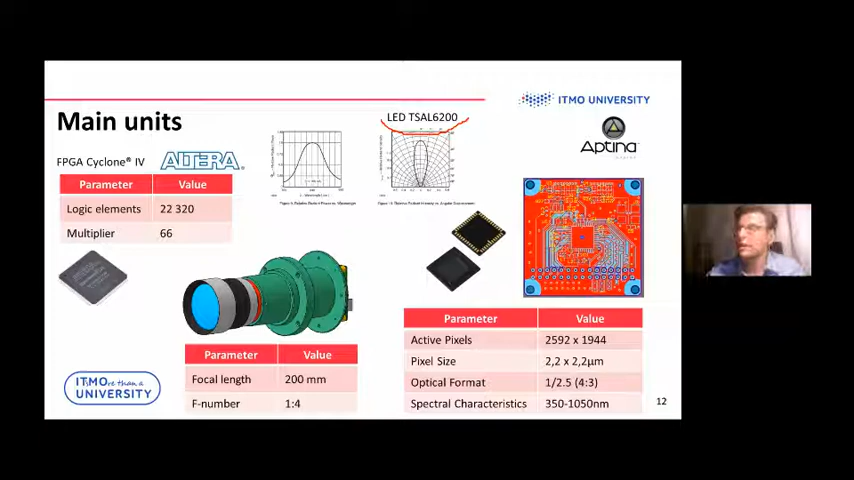 ITMO UNIVERSITY
Main units
LED TSAL6200
Aptina
FPGA Cyclone® IV
ALTERA
Parameter Value
Logic elements 22 320
Multiplier 66
Parameter Value
Focal length 200 mm
F-number 1:4
Parameter Value
Active Pixels 2592 x 1944
Pixel Size 2,2 x 2,2µm
Optical Format 1/2.5 (4:3)
Spectral Characteristics 350-1050nm
ITsMOre than a
UNIVERSITY
12